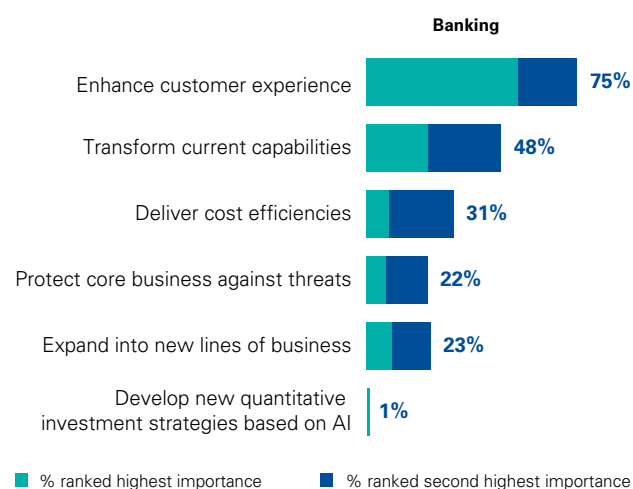 Banking
Enhance customer experience 75%
Transform current capabilities 48%
Deliver cost efficiencies 31%
Protect core business against threats 22%
Expand into new lines of business 23%
Develop new quantitative
investment strategies based on AI 1%
% ranked highest importance % ranked second highest importance